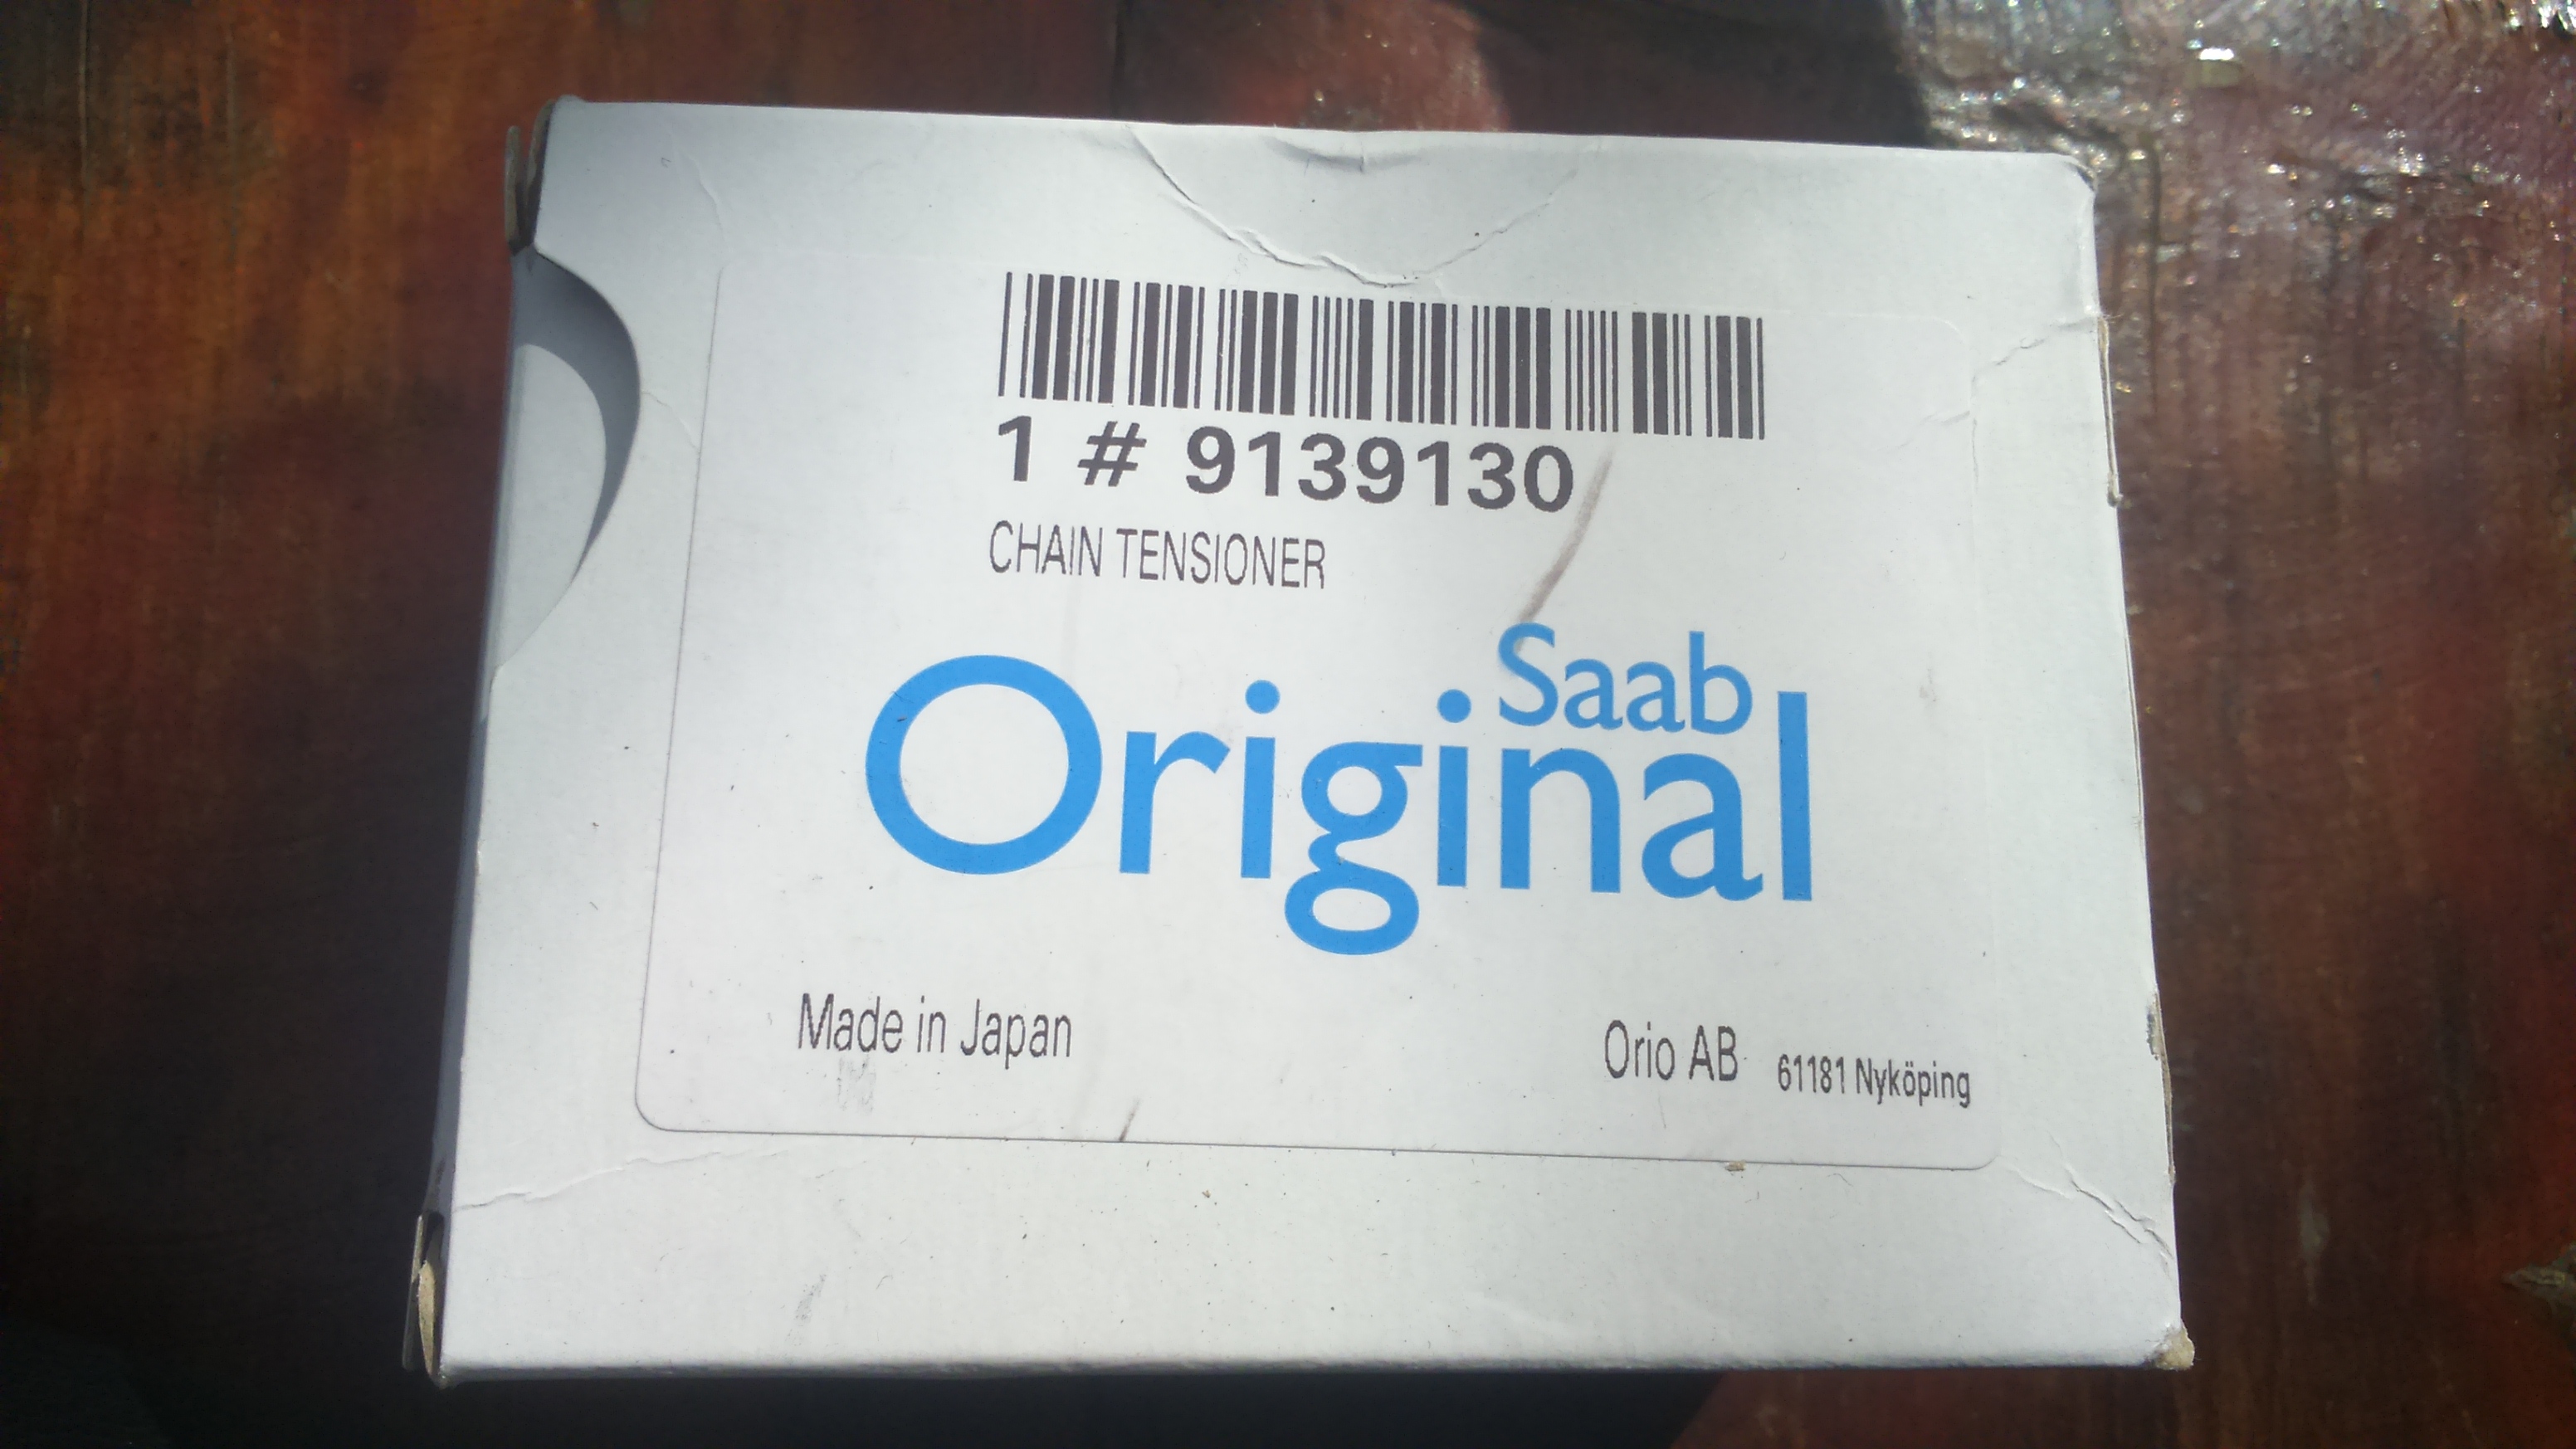 1 # 9139130
CHAIN TENSIONER
Saab
Original
Made in Japan
Orio AB 61181 Nyköping